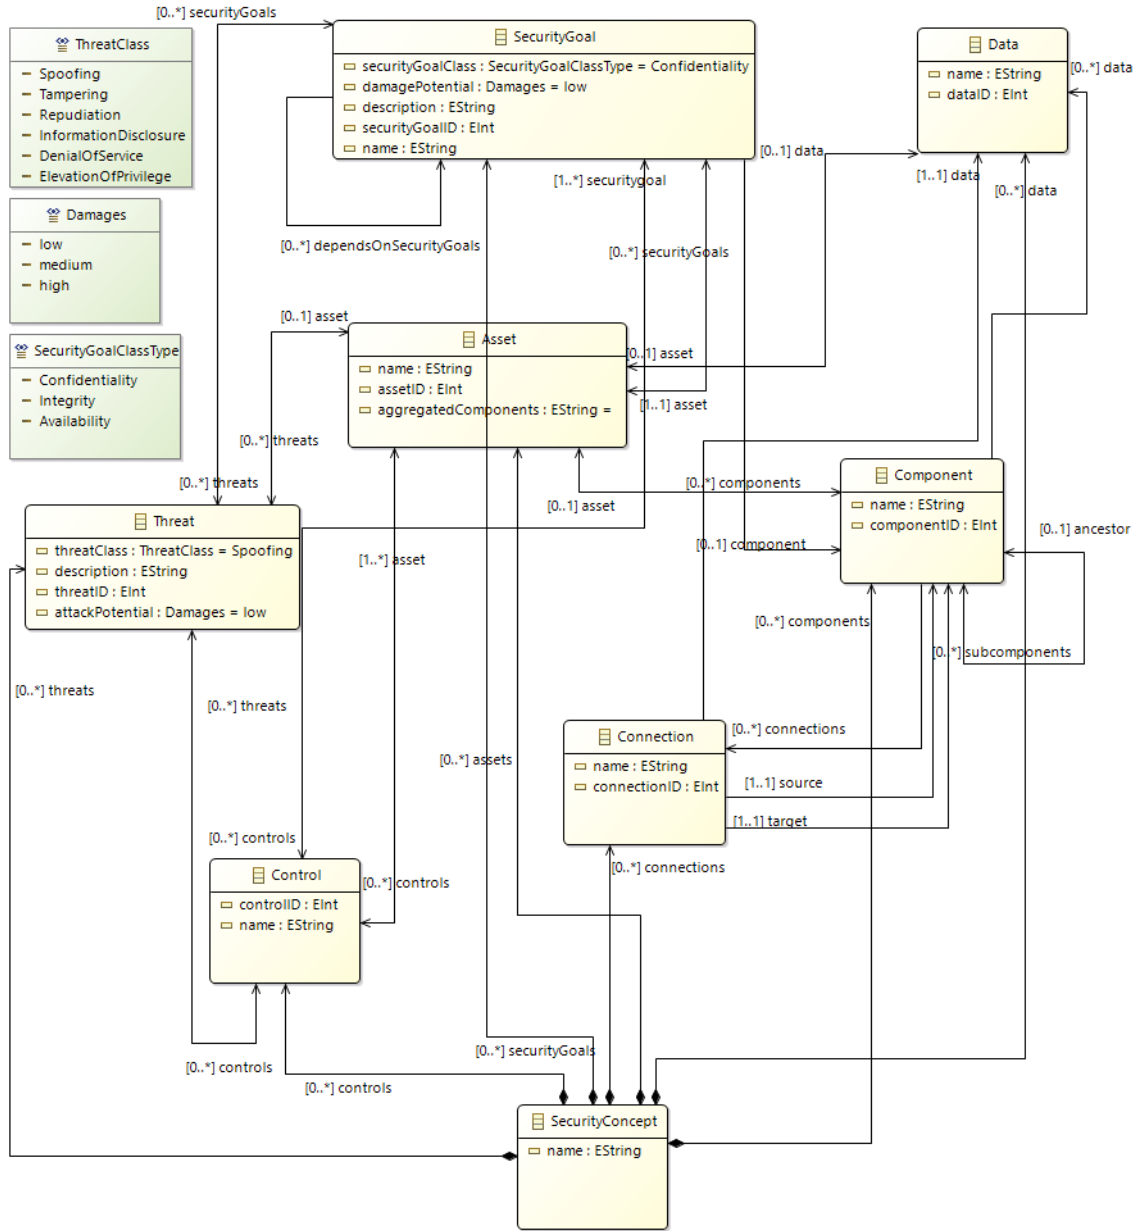 [0..*] securityGoals
ThreatClass
Spoofing
Tampering
Repudiation
InformationDisclosure
DenialOfService
ElevationOfPrivilege
Damages
low
medium
high
SecurityGoalClassType
Confidentiality
Integrity
Availability
SecurityGoal
securityGoalClass : SecurityGoalClassType = Confidentiality
damagePotential : Damages = low
description : EString
securityGoalID : EInt
name : EString
Data
name : EString
dataID : EInt
[0..*] data
[0..1] data
[1..1] data
[0..*] data
[1..*] securitygoal
[0..*] dependsOnSecurityGoals
[0..*] securityGoals
[0..1] asset
Asset
name : EString
assetID : EInt
aggregatedComponents : EString =
[0..1] asset
[1..1] asset
[0..*] threats
[0..*] threats
[0..*] components
[0..1] asset
Component
name : EString
componentID : EInt
[0..1] ancestor
[0..1] component
Threat
threatClass : ThreatClass = Spoofing
description : EString
threatID : EInt
attackPotential : Damages = low
[1..*] asset
[0..*] components
[0..*] subcomponents
[0..*] threats
[0..*] threats
Connection
name : EString
connectionID : EInt
[0..*] connections
[1..1] source
[1..1] target
[0..*] assets
[0..*] controls
[0..*] connections
Control
controlID : EInt
name : EString
[0..*] controls
[0..*] securityGoals
[0..*] controls
[0..*] controls
SecurityConcept
name : EString